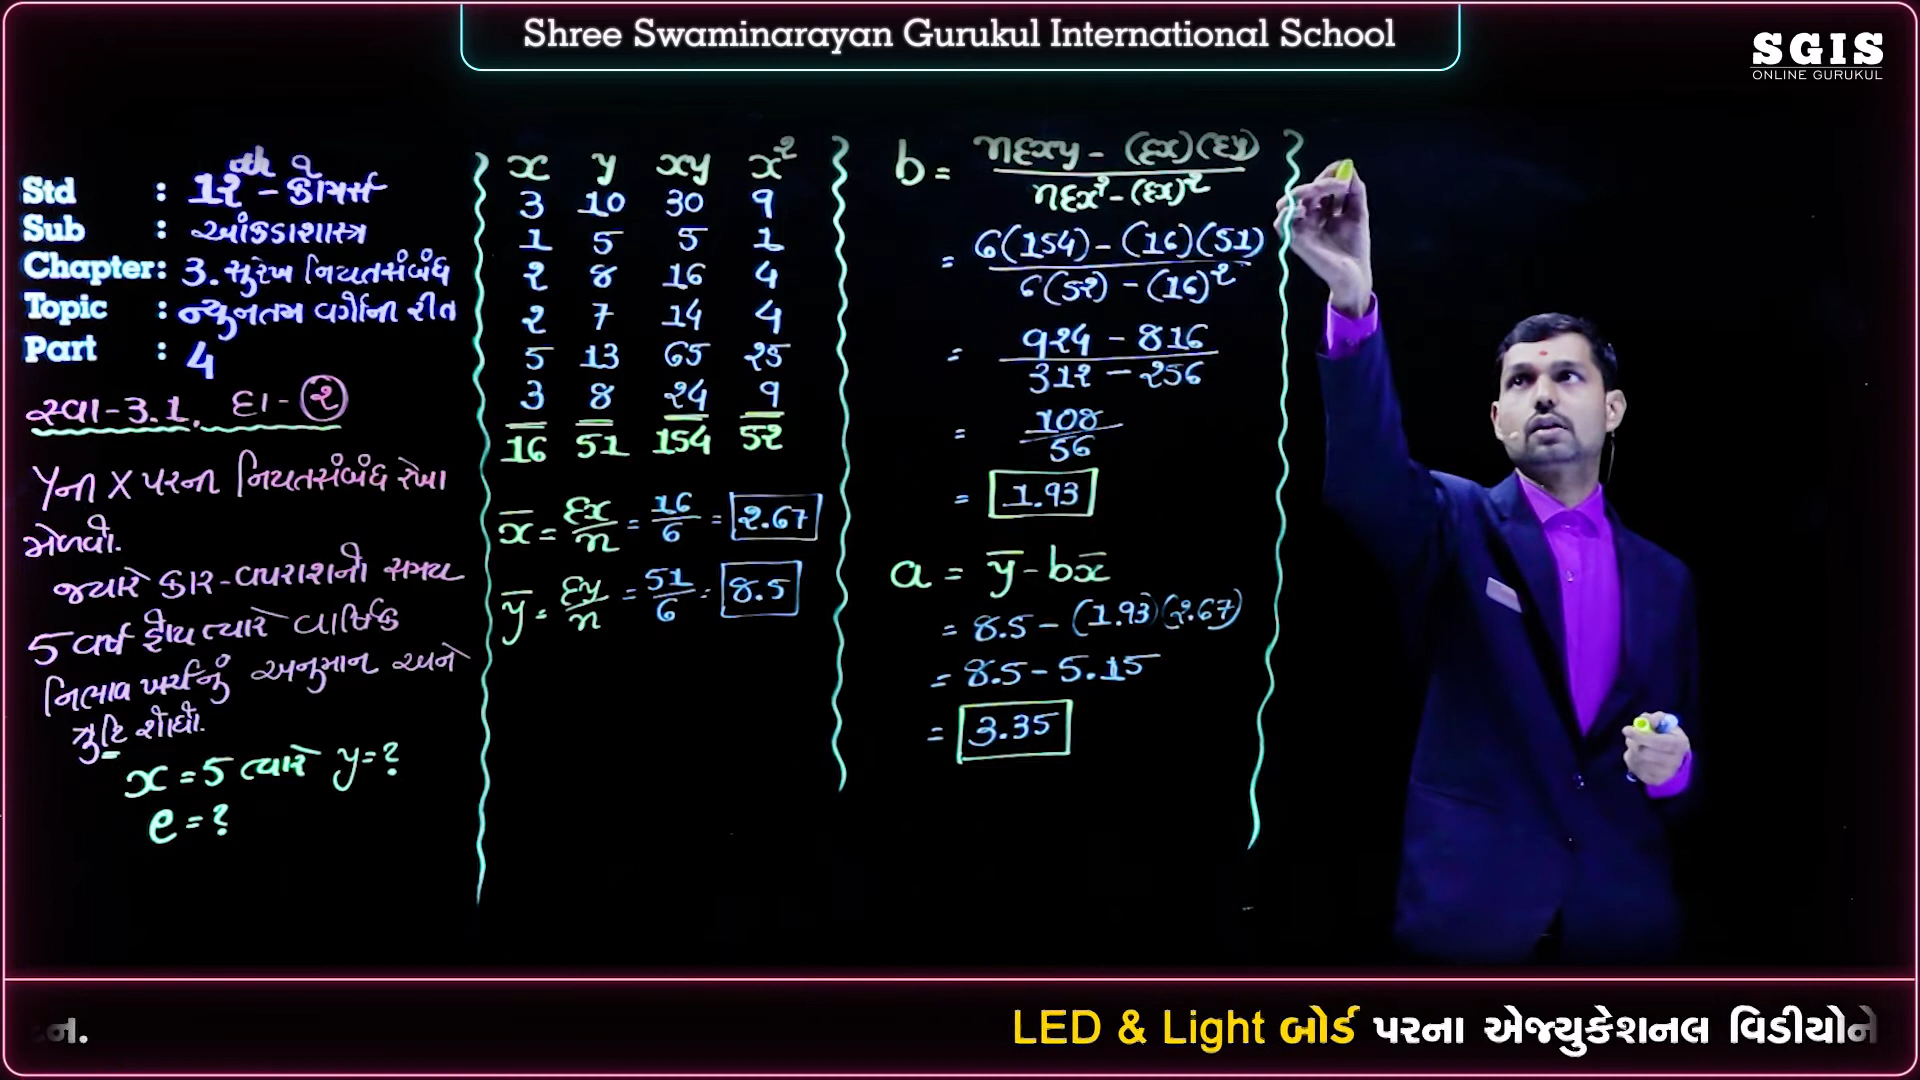 Shree Swaminarayan Gurukul International School
SGIS
ONLINE GURUKUL
Std : 12th - કોમર્સ
Sub : આંકડાશાસ્ત્ર
Chapter: 3. સુરેખ નિયતસંબંધ
Topic : ન્યુનતમ વર્ગોની રીત
Part : 4
સ્વા-3.1. દા-(૨)
Yની X પરની નિયતસંબંધ રેખા
મેળવો.
જ્યારે કાર-વપરાશનો સમય
5 વર્ષ હોય ત્યારે વાર્ષિક
નિભાવ ખર્ચનું અનુમાન અને
ત્રુટિ શોધો.
x = 5 ત્યારે y = ?
e = ?
x y xy x²
3 10 30 9
1 5 5 1
2 8 16 4
2 7 14 4
5 13 65 25
3 8 24 9
16 51 154 52
x̄ = Σx/n = 16/6 = 2.67
ȳ = Σy/n = 51/6 = 8.5
b = nΣxy - (Σx)(Σy) / nΣx² - (Σx)²
= 6(154) - (16)(51) / 6(52) - (16)²
= 924 - 816 / 312 - 256
= 108 / 56
= 1.93
a = ȳ - bx̄
= 8.5 - (1.93)(2.67)
= 8.5 - 5.15
= 3.35
LED & Light બોર્ડ પરના એજ્યુકેશનલ વિડીયોને